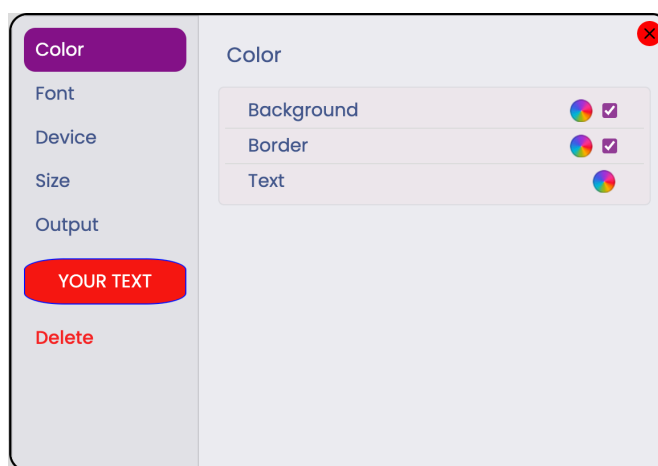 Color
Font
Device
Size
Output
YOUR TEXT
Delete
Color
Background
Border
Text